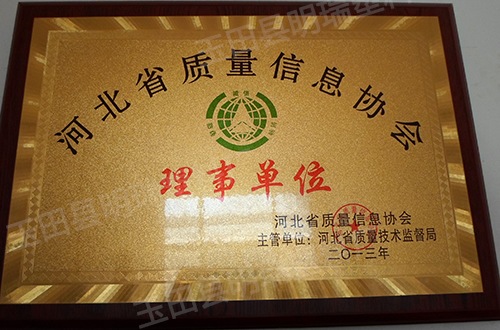 河北省质量信息协会
理事单位
河北省质量信息协会
主管单位：河北省质量技术监督局
二〇一三年